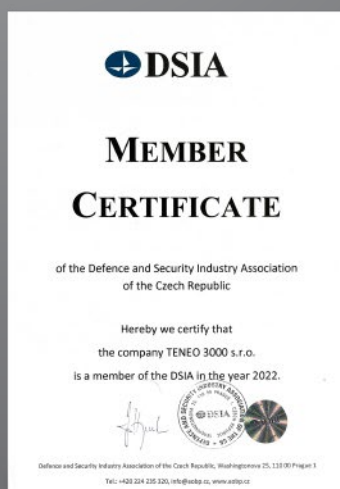 DSIA
MEMBER
CERTIFICATE
of the Defence and Security Industry Association
of the Czech Republic
Hereby we certify that
the company TENEO 3000 s.r.o.
is a member of the DSIA in the year 2022.
DSIA
Defence and Security Industry Association of the Czech Republic, Washingtonova 25, 110 00 Prague 1
Tel.: +420 224 235 320, info@aobp.cz, www.aobp.cz